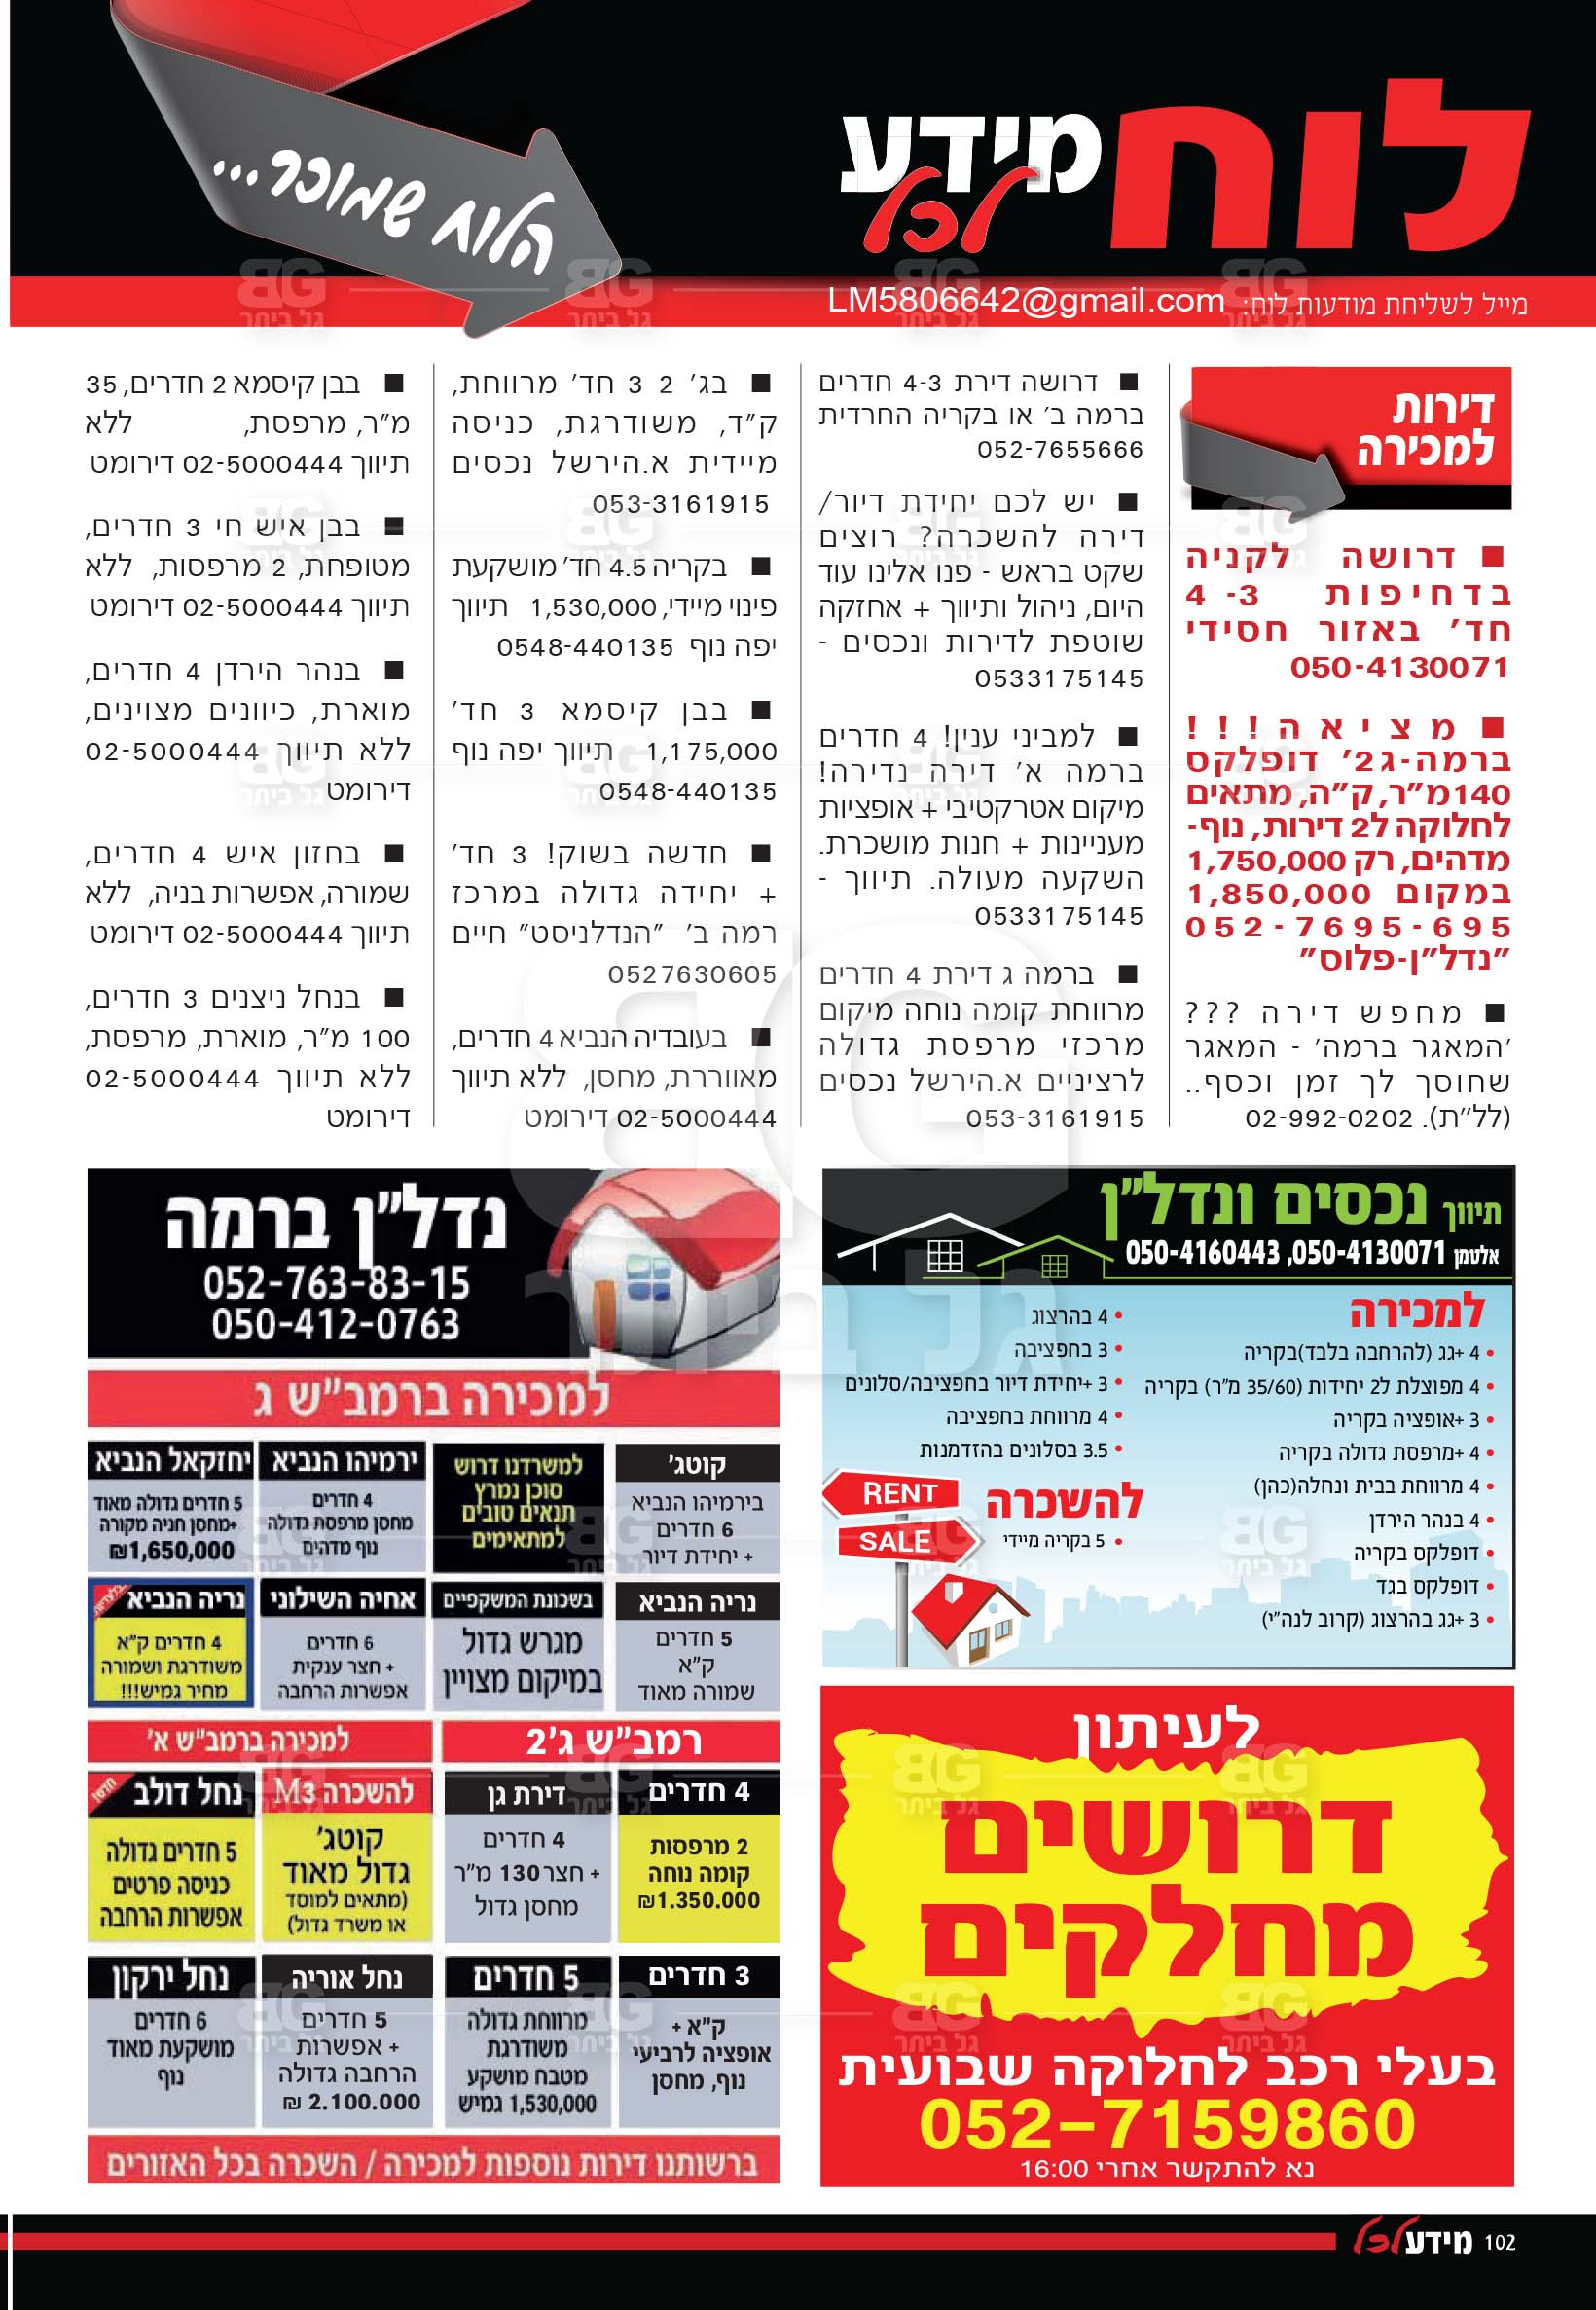 לוח
מידע
לכל
הלוח שמוכר...
מייל לשליחת מודעות לוח: LM5806642@gmail.com
דירות
למכירה
■ דרושה לקניה
בדחיפות 3- 4
חד' באזור חסידי
050-4130071
■ מציאה!!!
ברמה-ג2' דופלקס
140מ"ר,ק"ה, מתאים
לחלוקה ל2 דירות, נוף-
מדהים, רק 1,750,000
במקום 1,850,000
052-7695-695
"נדל"ן-פלוס"
■ מחפש דירה ???
'המאגר ברמה' - המאגר
שחוסך לך זמן וכסף..
(לל"ת). 02-992-0202
■ דרושה דירת 4-3 חדרים
ברמה ב' או בקריה החרדית
052-7655666
■ יש לכם יחידת דיור/
דירה להשכרה? רוצים
שקט בראש - פנו אלינו עוד
היום, ניהול ותיווך + אחזקה
שוטפת לדירות ונכסים -
0533175145
■ למביני ענין! 4 חדרים
ברמה א' דירה נדירה!
מיקום אטרקטיבי + אופציות
מעניינות + חנות מושכרת.
השקעה מעולה. תיווך -
0533175145
■ ברמה ג דירת 4 חדרים
מרווחת קומה נוחה מיקום
מרכזי מרפסת גדולה
לרציניים א.הירשל נכסים
053-3161915
■ בג' 2 3 חד' מרווחת,
ק"ד, משודרגת, כניסה
מיידית א.הירשל נכסים
053-3161915
■ בקריה 4.5 חד' מושקעת
פינוי מיידי, 1,530,000 תיווך
יפה נוף 0548-440135
■ בבן קיסמא 3 חד'
1,175,000 תיווך יפה נוף
0548-440135
■ חדשה בשוק! 3 חד'
+ יחידה גדולה במרכז
רמה ב' "הנדלניסט" חיים
0527630605
■ בעובדיה הנביא 4 חדרים,
מאווררת, מחסן, ללא תיווך
02-5000444 דירומט
■ בבן קיסמא 2 חדרים, 35
מ"ר, מרפסת, ללא
תיווך 02-5000444 דירומט
■ בבן איש חי 3 חדרים,
מטופחת, 2 מרפסות, ללא
תיווך 02-5000444 דירומט
■ בנהר הירדן 4 חדרים,
מוארת, כיוונים מצוינים,
ללא תיווך 02-5000444
דירומט
■ בחזון איש 4 חדרים,
שמורה, אפשרות בניה, ללא
תיווך 02-5000444 דירומט
■ בנחל ניצנים 3 חדרים,
100 מ"ר, מוארת, מרפסת,
ללא תיווך 02-5000444
דירומט
תיווך נכסים ונדל"ן
אלטמן 050-4160443 ,050-4130071
למכירה
• 4 +גג (להרחבה בלבד)בקריה
• 4 מפוצלת ל2 יחידות (35/60 מ"ר) בקריה
• 3 +אופציה בקריה
• 4 +מרפסת גדולה בקריה
• 4 מרווחת בבית ונחלה(כהן)
• 4 בנהר הירדן
• דופלקס בקריה
• דופלקס בגד
• 3 +גג בהרצוג (קרוב לנה"י)
• 4 בהרצוג
• 3 בחפציבה
• 3 +יחידת דיור בחפציבה/סלונים
• 4 מרווחת בחפציבה
• 3.5 בסלונים בהזדמנות
להשכרה
• 5 בקריה מיידי
RENT
SALE
לעיתון
דרושים
מחלקים
בעלי רכב לחלוקה שבועית
052-7159860
נא להתקשר אחרי 16:00
נדל"ן ברמה
052-763-83-15
050-412-0763
למכירה ברמב"ש ג
קוטג'
בירמיהו הנביא
6 חדרים
+ יחידת דיור
למשרדנו דרוש
סוכן נמרץ
תנאים טובים
למתאימים
ירמיהו הנביא
4 חדרים
מחסן מרפסת גדולה
נוף מדהים
יחזקאל הנביא
5 חדרים גדולה מאוד
+מחסן חניה מקורה
₪1,650,000
נריה הנביא
5 חדרים
ק"א
שמורה מאוד
בשכונת המשקפיים
מגרש גדול
במיקום מצויין
אחיה השילוני
6 חדרים
+ חצר ענקית
אפשרות הרחבה
נריה הנביא
4 חדרים ק"א
משודרגת ושמורה
מחיר גמיש!!!
רמב"ש ג'2
4 חדרים
2 מרפסות
קומה נוחה
₪1.350.000
דירת גן
4 חדרים
+ חצר 130 מ"ר
מחסן גדול
3 חדרים
ק"א +
אופציה לרביעי
נוף, מחסן
5 חדרים
מרווחת גדולה
משודרגת
מטבח מושקע
1,530,000 גמיש
למכירה ברמב"ש א'
להשכרה M3
קוטג'
גדול מאוד
(מתאים למוסד
או משרד גדול)
נחל דולב
חדש!
5 חדרים גדולה
כניסה פרטים
אפשרות הרחבה
נחל אוריה
5 חדרים
+ אפשרות
הרחבה גדולה
2.100.000 ₪
נחל ירקון
6 חדרים
מושקעת מאוד
נוף
ברשותנו דירות נוספות למכירה / השכרה בכל האזורים
102 מידע לכל
BG
גל ביתר